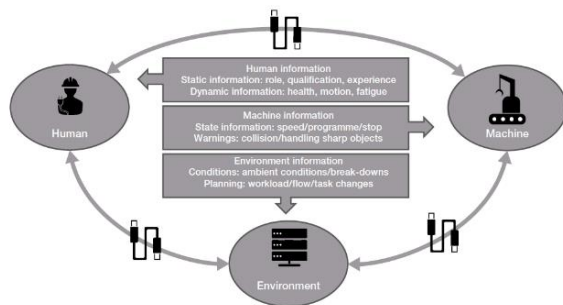 Human information
Static information: role, qualification, experience
Dynamic information: health, motion, fatigue
Human
Machine information
State information: speed/programme/stop
Warnings: collision/handling sharp objects
Machine
Environment information
Conditions: ambient conditions/break-downs
Planning: workload/flow/task changes
Environment